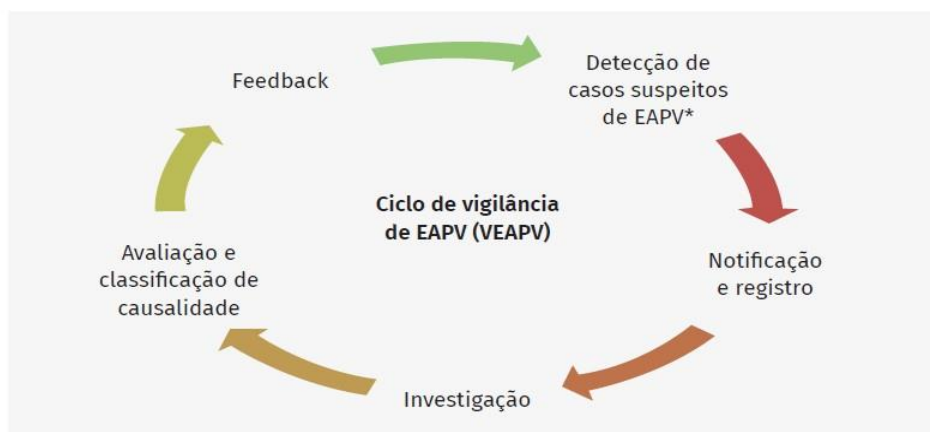 Feedback
Detecção de
casos suspeitos
de EAPV*
Ciclo de vigilância
de EAPV (VEAPV)
Notificação
e registro
Avaliação e
classificação de
causalidade
Investigação